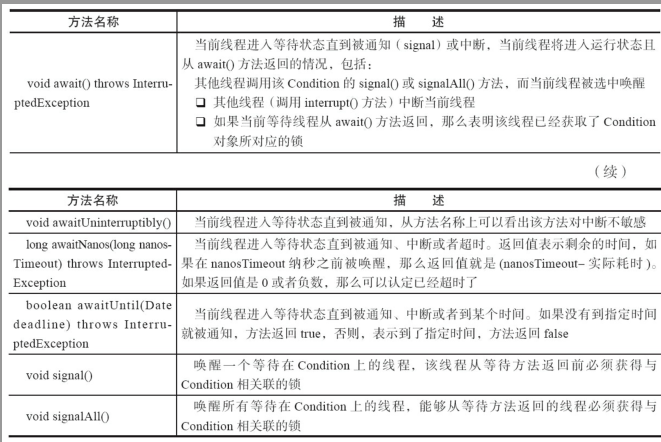 方法名称 描 述
当前线程进入等待状态直到被通知（signal）或中断，当前线程将进入运行状态且
从 await() 方法返回的情况，包括：
其他线程调用该 Condition 的 signal() 或 signalAll() 方法，而当前线程被选中唤醒
void await() throws Interru-
ptedException
❑ 其他线程（调用 interrupt() 方法）中断当前线程
❑ 如果当前等待线程从 await() 方法返回，那么表明该线程已经获取了 Condition
对象所对应的锁
（续）
方法名称 描 述
void awaitUninterruptibly() 当前线程进入等待状态直到被通知，从方法名称上可以看出该方法对中断不敏感
long awaitNanos(long nanos-
Timeout) throws Interrupted-
Exception
当前线程进入等待状态直到被通知、中断或者超时。返回值表示剩余的时间，如
果在 nanosTimeout 纳秒之前被唤醒，那么返回值就是 (nanosTimeout– 实际耗时 )。
如果返回值是 0 或者负数，那么可以认定已经超时了
boolean awaitUntil(Date
deadline) throws Interru-
ptedException
当前线程进入等待状态直到被通知、中断或者到某个时间。如果没有到指定时间
就被通知，方法返回 true，否则，表示到了指定时间，方法返回 false
void signal()
唤醒一个等待在 Condition 上的线程，该线程从等待方法返回前必须获得与
Condition 相关联的锁
void signalAll()
唤醒所有等待在 Condition 上的线程，能够从等待方法返回的线程必须获得与
Condition 相关联的锁